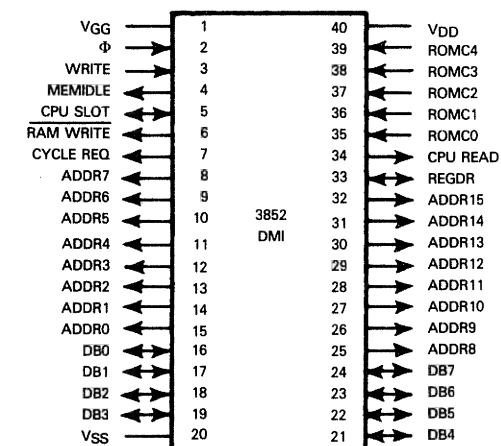 VGG 1 40 VDD
Φ 2 39 ROMC4
WRITE 3 38 ROMC3
MEMIDLE 4 37 ROMC2
CPU SLOT 5 36 ROMC1
RAM WRITE 6 35 ROMC0
CYCLE REQ 7 34 CPU READ
ADDR7 8 33 REGDR
ADDR6 9 32 ADDR15
ADDR5 10 31 ADDR14
3852
DMI
ADDR4 11 30 ADDR13
ADDR3 12 29 ADDR12
ADDR2 13 28 ADDR11
ADDR1 14 27 ADDR10
ADDR0 15 26 ADDR9
DB0 16 25 ADDR8
DB1 17 24 DB7
DB2 18 23 DB6
DB3 19 22 DB5
VSS 20 21 DB4